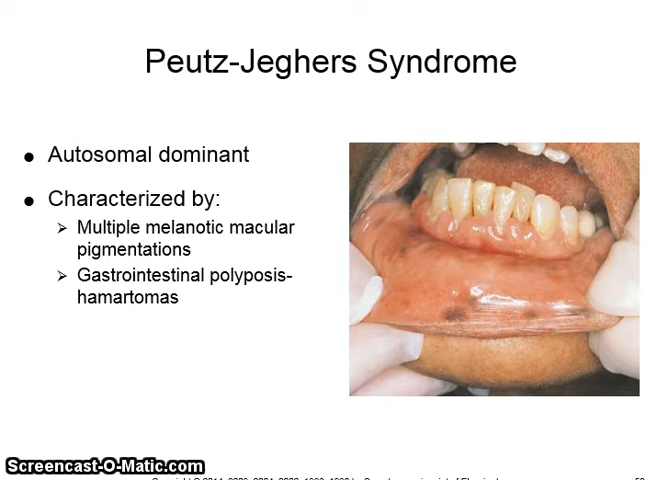 Peutz-Jeghers Syndrome
● Autosomal dominant
● Characterized by:
➢ Multiple melanotic macular
pigmentations
➢ Gastrointestinal polyposis-
hamartomas
Screencast-O-Matic.com